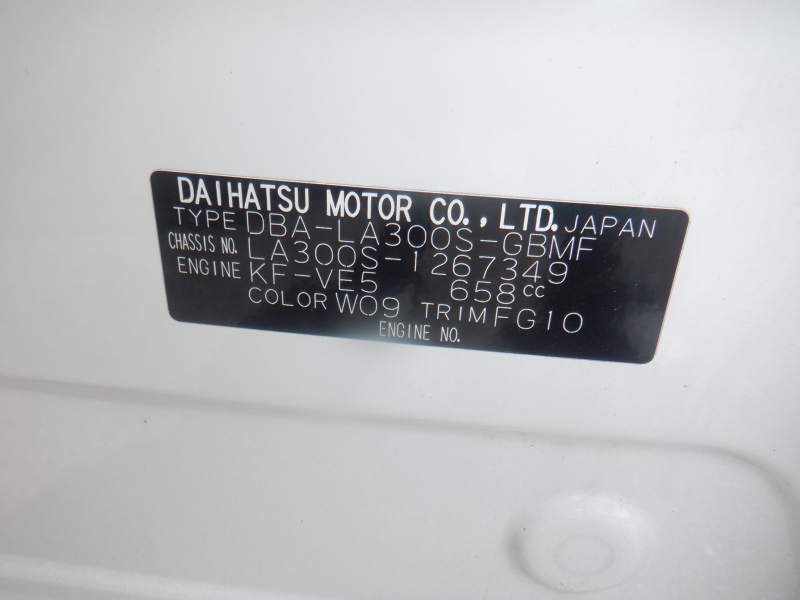 DAIHATSU MOTOR CO., LTD. JAPAN
TYPE DBA-LA300S-GBMF
CHASSIS NO. LA300S-1267349
ENGINE KF-VE5 658cc
COLOR W09 TRIM FG10
ENGINE NO.